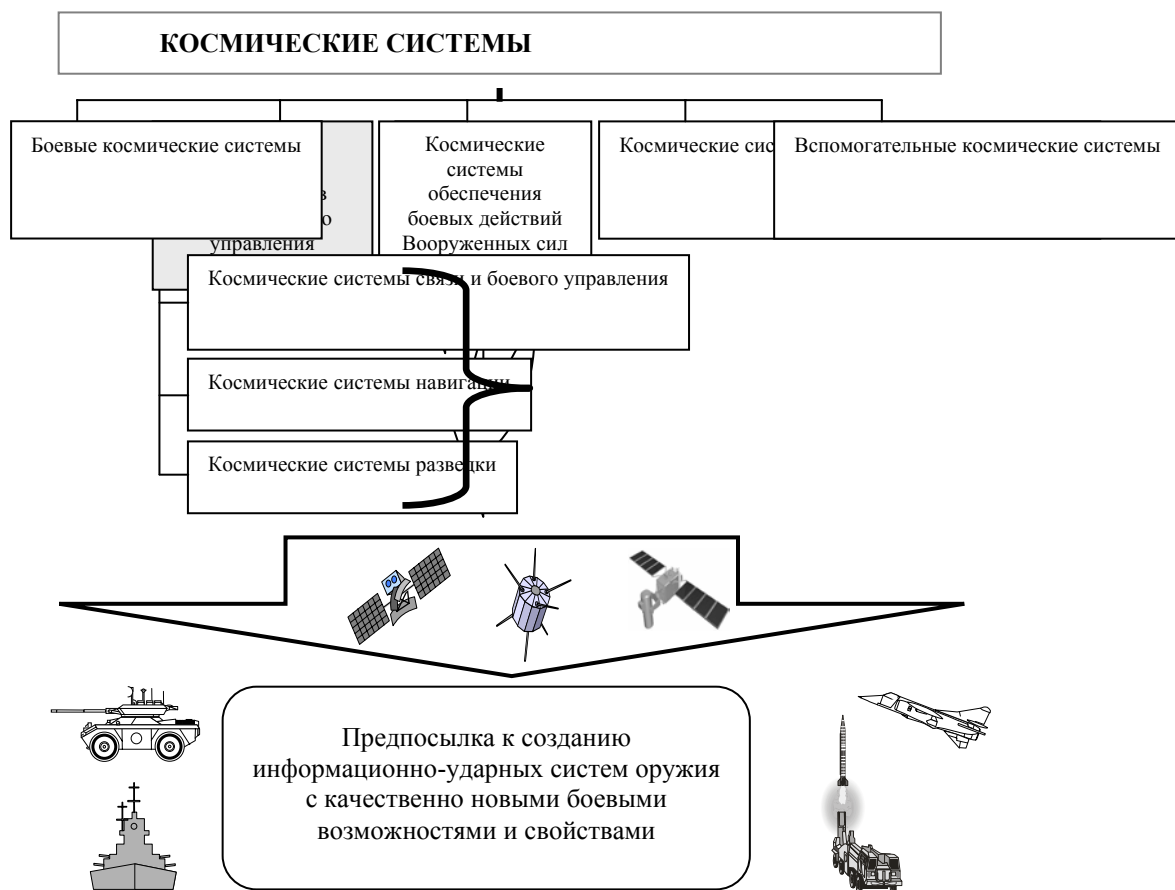 КОСМИЧЕСКИЕ СИСТЕМЫ
Боевые космические системы
в
о
управления
Космические
системы
обеспечения
боевых действий
Вооруженных сил
Космические сис
Вспомогательные космические системы
Космические системы связи и боевого управления
Космические системы навигации
Космические системы разведки
Предпосылка к созданию
информационно-ударных систем оружия
с качественно новыми боевыми
возможностями и свойствами